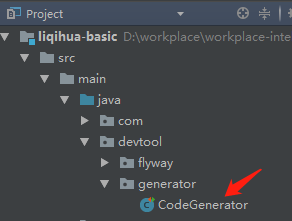 Project
liqihua-basic D:\workplace\workplace-inte
src
main
java
com
devtool
flyway
generator
CodeGenerator